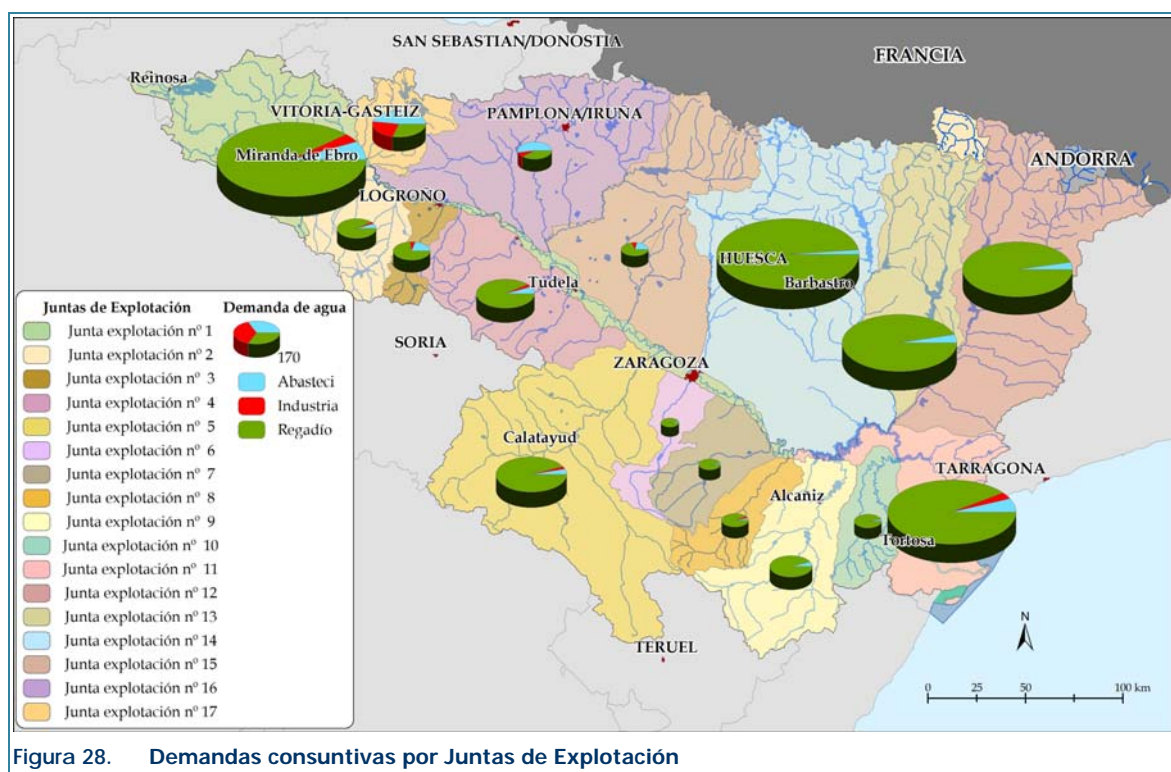 SAN SEBASTIAN/DONOSTIA
FRANCIA
Reinosa
VITORIA-GASTEIZ
PAMPLONA/IRUÑA
Miranda de Ebro
ANDORRA
LOGROÑO
HUESCA
Barbastro
Tudela
SORIA
ZARAGOZA
Calatayud
Alcañiz
TARRAGONA
Tortosa
TERUEL
Juntas de Explotación
Junta explotación nº 1
Junta explotación nº 2
Junta explotación nº 3
Junta explotación nº 4
Junta explotación nº 5
Junta explotación nº 6
Junta explotación nº 7
Junta explotación nº 8
Junta explotación nº 9
Junta explotación nº 10
Junta explotación nº 11
Junta explotación nº 12
Junta explotación nº 13
Junta explotación nº 14
Junta explotación nº 15
Junta explotación nº 16
Junta explotación nº 17
Demanda de agua
170
Abasteci
Industria
Regadío
N
0 25 50 100 km
Figura 28. Demandas consuntivas por Juntas de Explotación